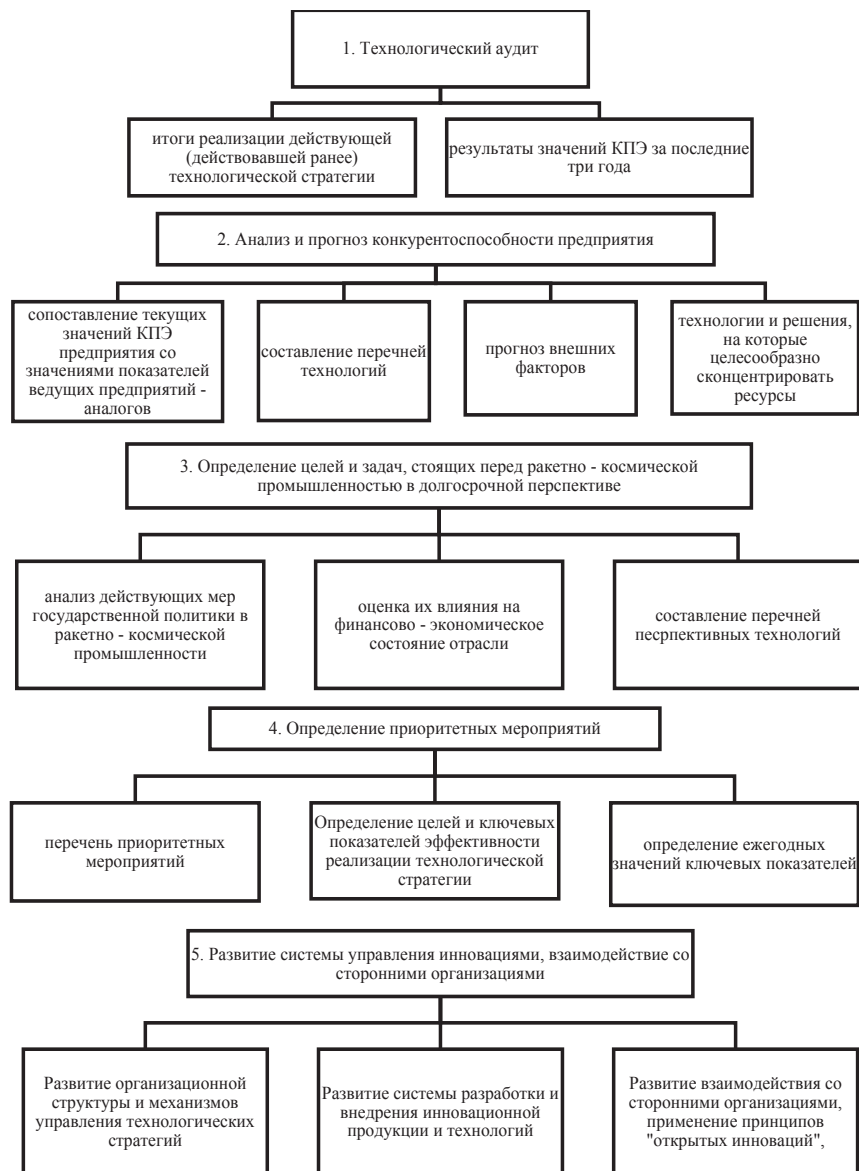 1. Технологический аудит
итоги реализации действующей
(действовавшей ранее)
технологической стратегии
результаты значений КПЭ за последние
три года
2. Анализ и прогноз конкурентоспособности предприятия
сопоставление текущих
значений КПЭ
предприятия со
значениями показателей
ведущих предприятий -
аналогов
составление перечней
технологий
прогноз внешних
факторов
технологии и решения,
на которые
целесообразно
сконцентрировать
ресурсы
3. Определение целей и задач, стоящих перед ракетно - космической
промышленностью в долгосрочной перспективе
анализ действующих мер
государственной политики в
ракетно - космической
промышленности
оценка их влияния на
финансово - экономическое
состояние отрасли
составление перечней
песрпективных технологий
4. Определение приоритетных мероприятий
перечень приоритетных
мероприятий
Определение целей и ключевых
показателей эффективности
реализации технологической
стратегии
определение ежегодных
значений ключевых показателей
5. Развитие системы управления инновациями, взаимодействие со
сторонними организациями
Развитие организационной
структуры и механизмов
управления технологических
стратегий
Развитие системы разработки и
внедрения инновационной
продукции и технологий
Развитие взаимодействия со
сторонними организациями,
применение принципов
"открытых инноваций",